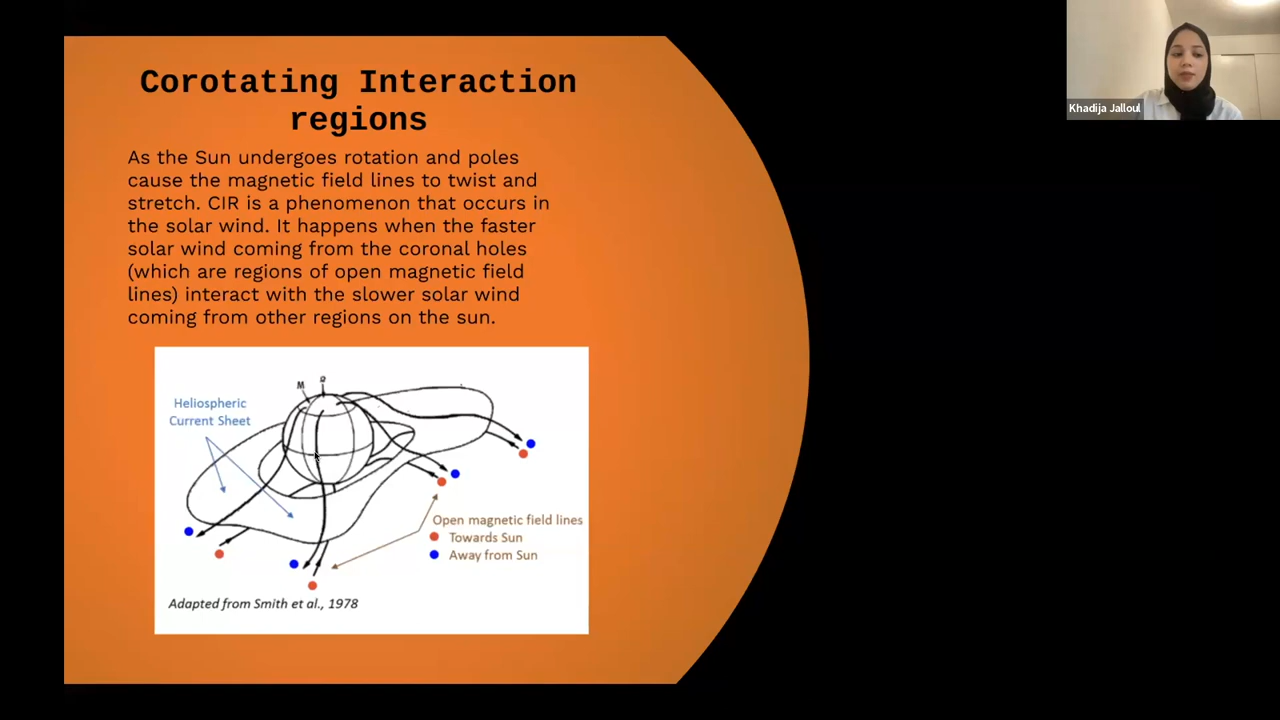 Corotating Interaction
regions
As the Sun undergoes rotation and poles
cause the magnetic field lines to twist and
stretch. CIR is a phenomenon that occurs in
the solar wind. It happens when the faster
solar wind coming from the coronal holes
(which are regions of open magnetic field
lines) interact with the slower solar wind
coming from other regions on the sun.
M Ω
Heliospheric
Current Sheet
Open magnetic field lines
Towards Sun
Away from Sun
Adapted from Smith et al., 1978
Khadija Jalloul